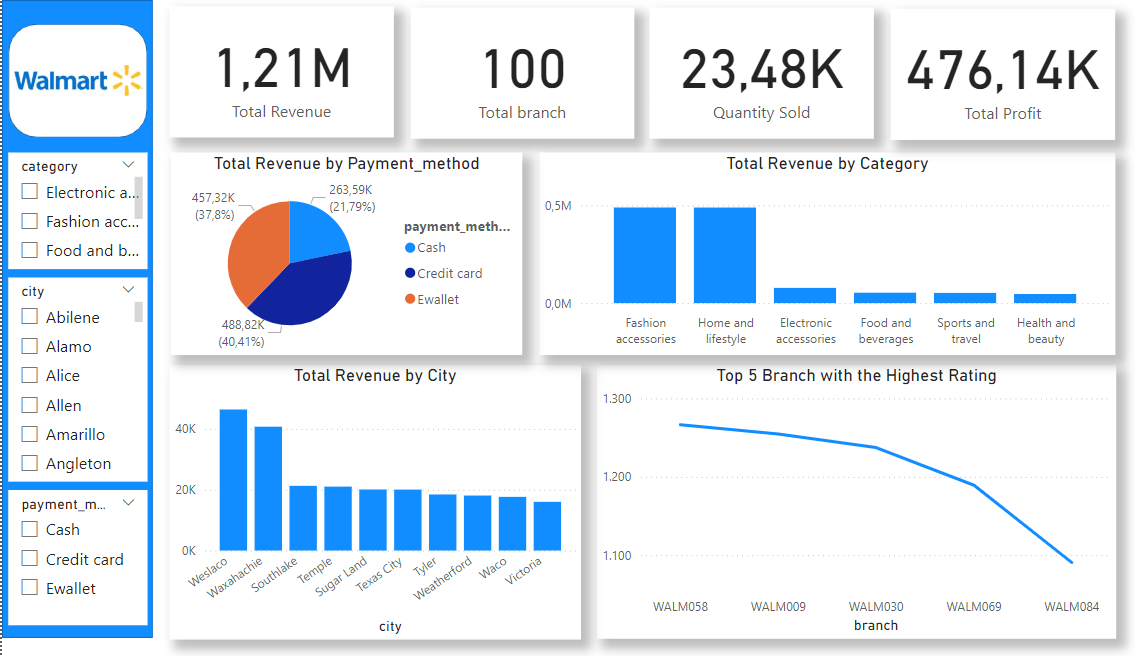 Walmart
1,21M
Total Revenue
100
Total branch
23,48K
Quantity Sold
476,14K
Total Profit
category
Electronic a...
Fashion acc...
Food and b...
city
Abilene
Alamo
Alice
Allen
Amarillo
Angleton
payment_m...
Cash
Credit card
Ewallet
Total Revenue by Payment_method
457,32K
(37,8%)
263,59K
(21,79%)
488,82K
(40,41%)
payment_meth...
Cash
Credit card
Ewallet
Total Revenue by Category
0,5M
0,0M
Fashion
accessories
Home and
lifestyle
Electronic
accessories
Food and
beverages
Sports and
travel
Health and
beauty
Total Revenue by City
40K
20K
0K
Weslaco
Waxahachie
Southlake
Temple
Sugar Land
Texas City
Tyler
Weatherford
Waco
Victoria
city
Top 5 Branch with the Highest Rating
1.300
1.200
1.100
WALM058
WALM009
WALM030
WALM069
WALM084
branch